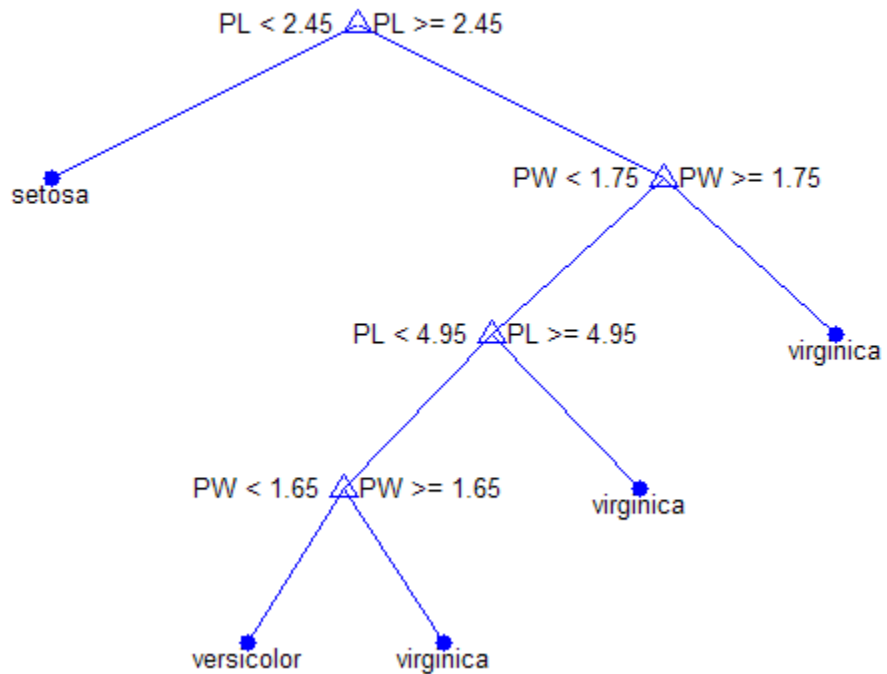 PL < 2.45 PL >= 2.45
setosa
PW < 1.75 PW >= 1.75
PL < 4.95 PL >= 4.95
virginica
PW < 1.65 PW >= 1.65
virginica
versicolor
virginica